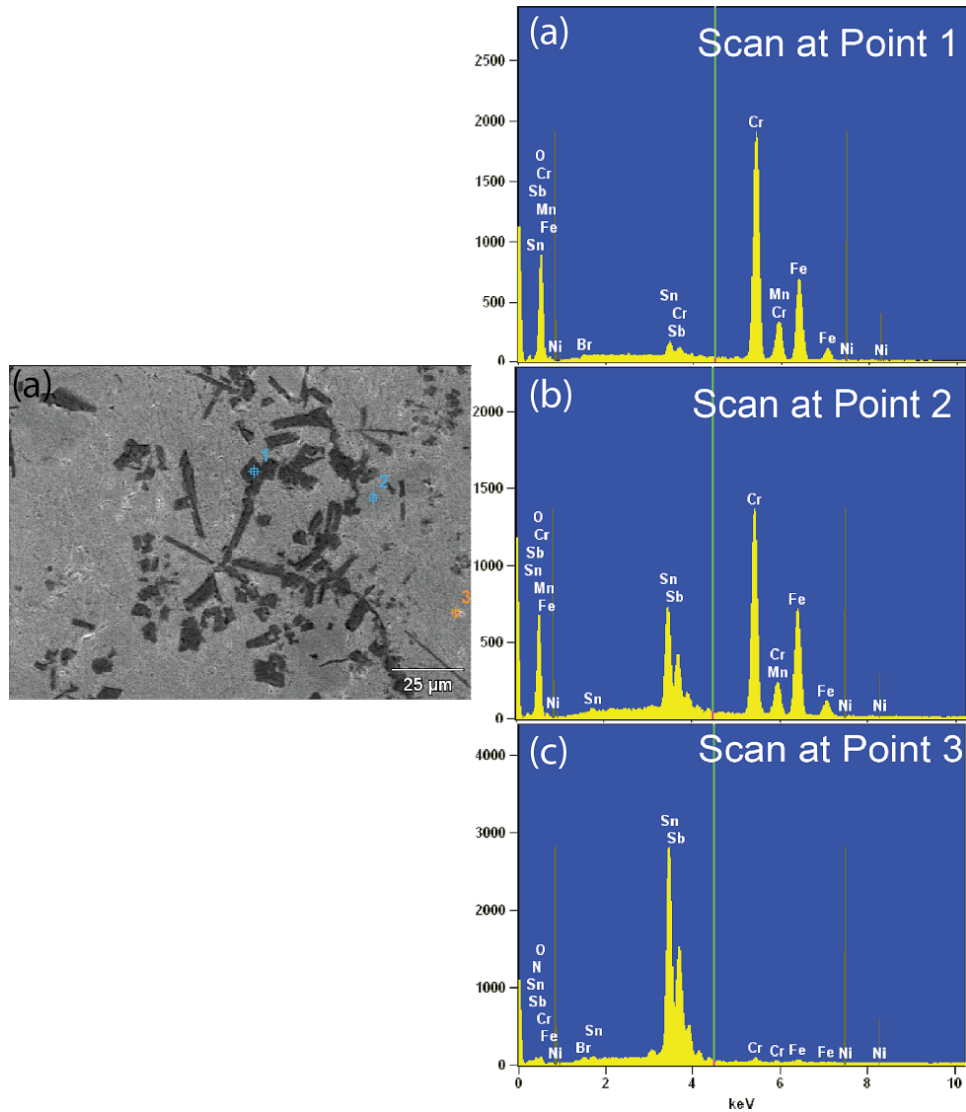 (a)
1
2
3
25 µm
(a)
Scan at Point 1
2500
2000
1500
1000
500
0
O
Cr
Sb
Mn
Fe
Sn
Ni
Br
Sn
Cr
Sb
Cr
Mn
Cr
Fe
Fe
Ni
Ni
(b)
Scan at Point 2
2000
1500
1000
500
0
O
Cr
Sb
Sn
Mn
Fe
Ni
Sn
Sn
Sb
Cr
Cr
Mn
Fe
Fe
Ni
Ni
(c)
Scan at Point 3
4000
3000
2000
1000
0
O
N
Sn
Sb
Cr
Fe
Ni
Sn
Br
Sn
Sb
Cr
Cr
Fe
Fe
Ni
Ni
0 2 4 6 8 10
keV